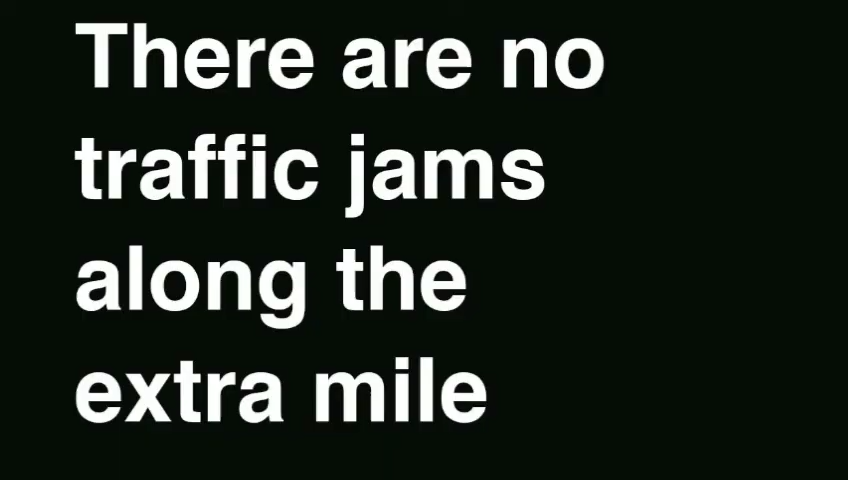 There are no
traffic jams
along the
extra mile